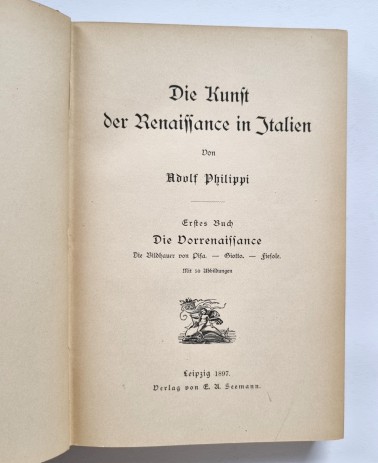 Die Kunst
der Renaissance in Italien
Von
Adolf Philippi
Erstes Buch
Die Vorrenaissance
Die Bildhauer von Pisa. — Giotto. — Fiesole.
Mit Abbildungen
Leipzig 1897.
Verlag von E. A. Seemann.